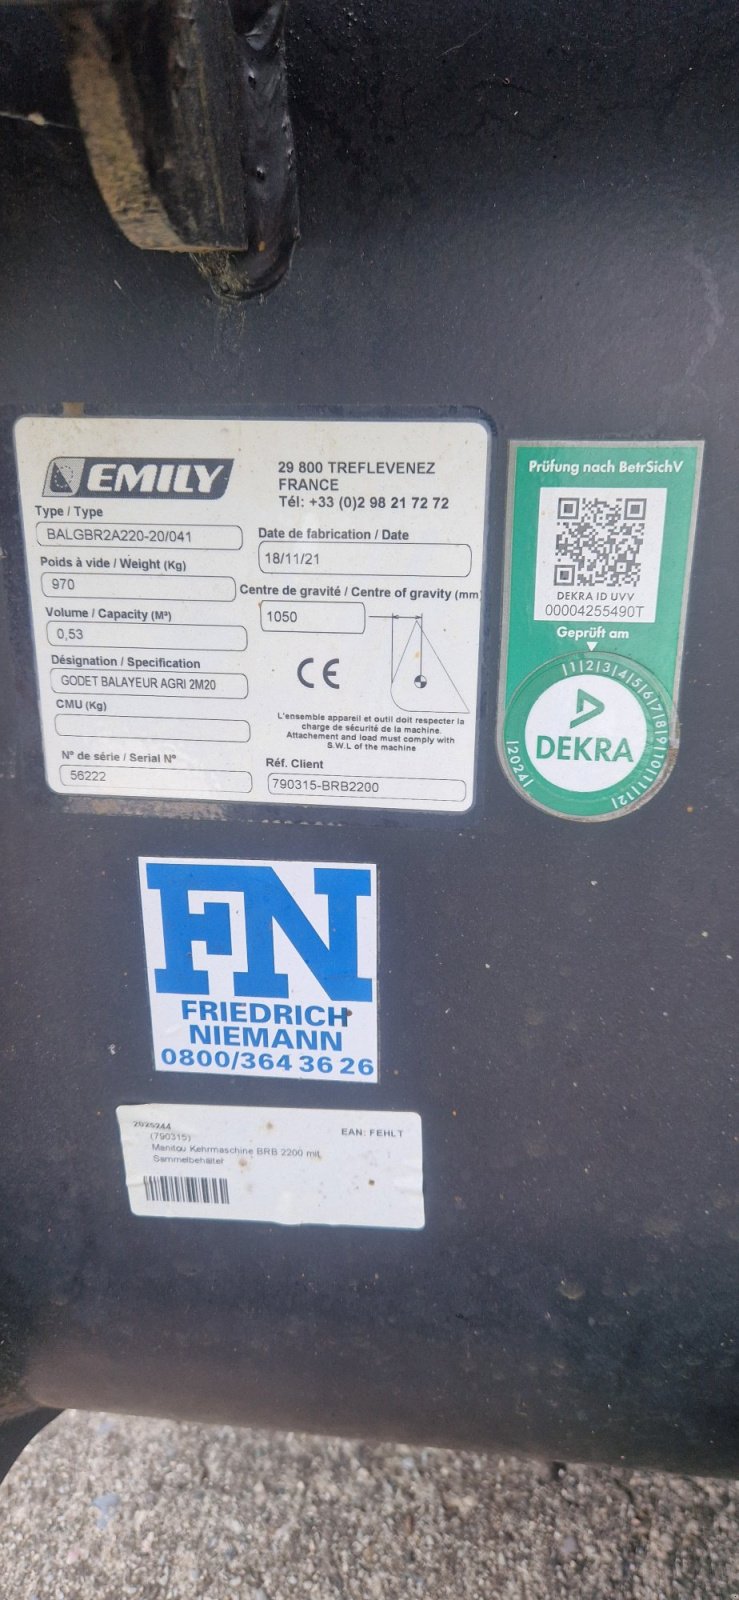 EMILY
29 800 TREFLEVENEZ
FRANCE
Tél: +33 (0)2 98 21 72 72
Type / Type
BALGBR2A220-20/041
Date de fabrication / Date
18/11/21
Poids à vide / Weight (Kg)
970
Centre de gravité / Centre of gravity (mm
1050
Volume / Capacity (M³)
0,53
Désignation / Specification
GODET BALAYEUR AGRI 2M20
CE
CMU (Kg)
L'ensemble appareil et outil doit respecter la
charge de sécurité de la machine.
Attachement and load must comply with
S.W.L of the machine
N° de série / Serial N°
56222
Réf. Client
790315-BRB2200
Prüfung nach BetrSichV
DEKRA ID UVV
00004255490T
Geprüft am
1 2 3 4 5 6 7 8 9 10 11 12
DEKRA
2024
FN
FRIEDRICH
NIEMANN
0800/364 36 26
2025244
(790315)
EAN: FEHLT
Manitou Kehrmaschine BRB 2200 mit
Sammelbehälter